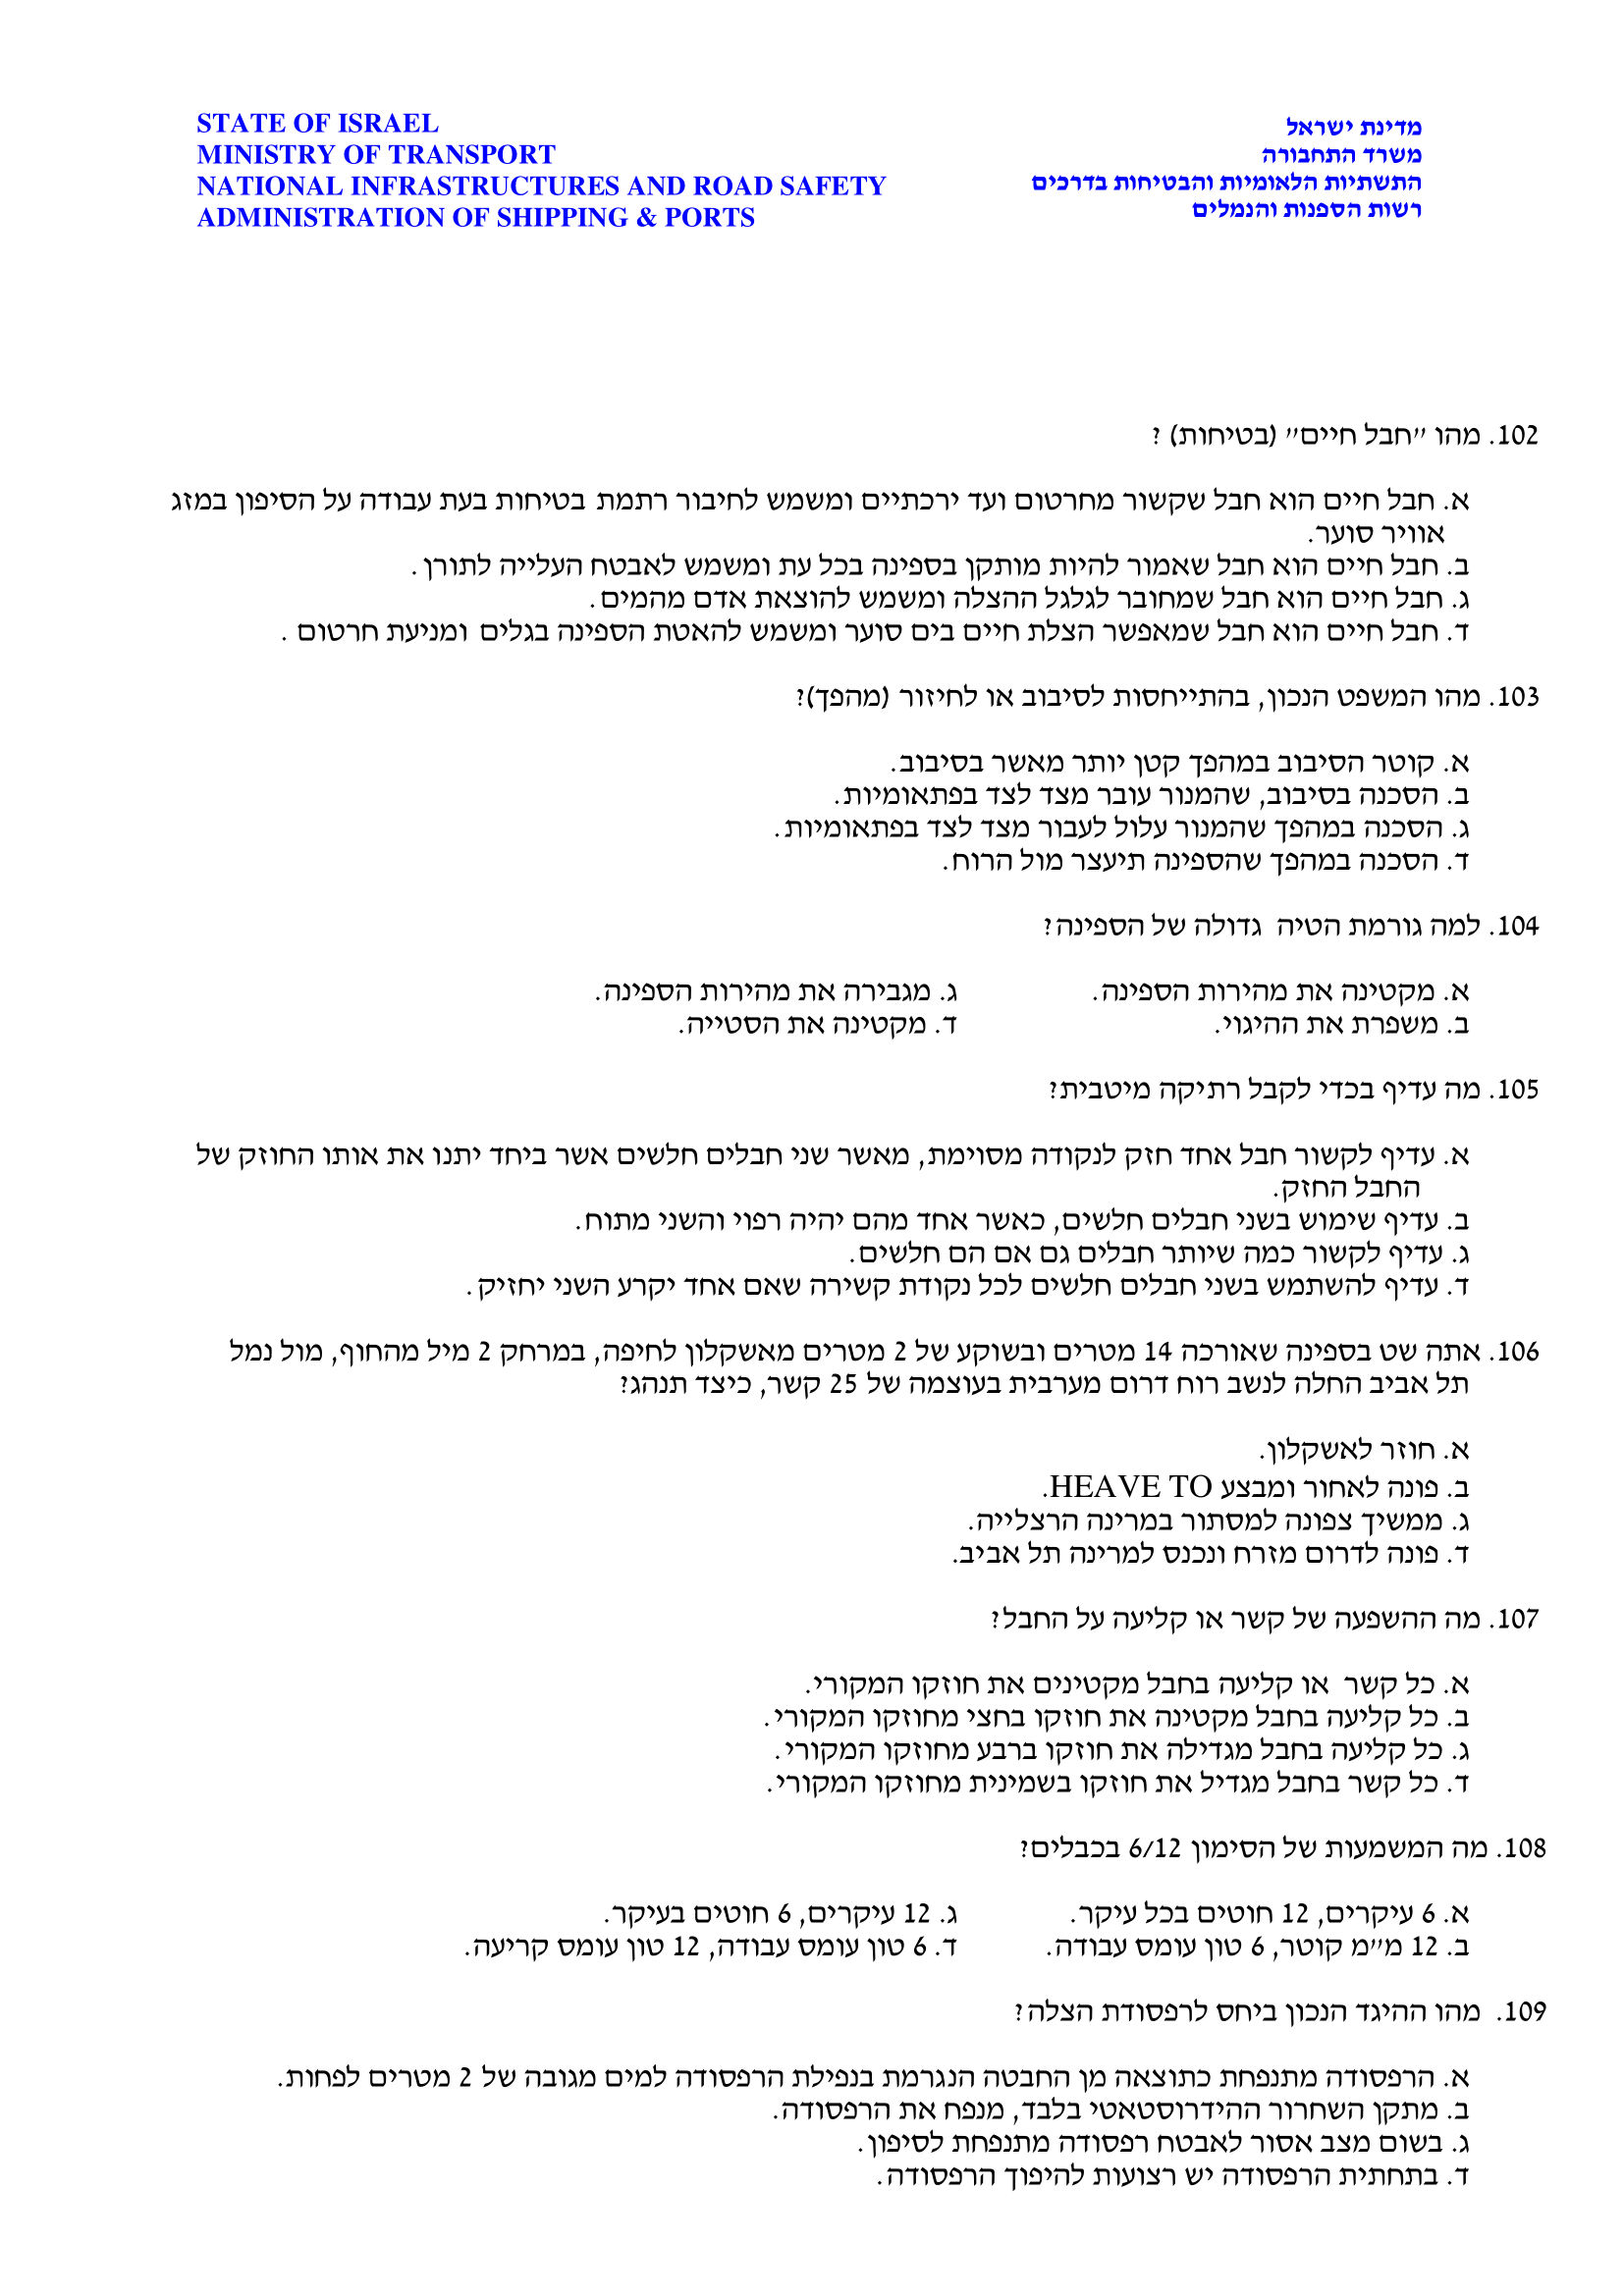 STATE OF ISRAEL
MINISTRY OF TRANSPORT
NATIONAL INFRASTRUCTURES AND ROAD SAFETY
ADMINISTRATION OF SHIPPING & PORTS
מדינת ישראל
משרד התחבורה
התשתיות הלאומיות והבטיחות בדרכים
רשות הספנות והנמלים
102. מהו "חבל חיים" (בטיחות) ?
א. חבל חיים הוא חבל שקשור מחרטום ועד ירכתיים ומשמש לחיבור רתמת בטיחות בעת עבודה על הסיפון במזג
אוויר סוער.
ב. חבל חיים הוא חבל שאמור להיות מותקן בספינה בכל עת ומשמש לאבטח העלייה לתורן.
ג. חבל חיים הוא חבל שמחובר לגלגל ההצלה ומשמש להוצאת אדם מהמים.
ד. חבל חיים הוא חבל שמאפשר הצלת חיים בים סוער ומשמש להאטת הספינה בגלים ומניעת חרטום .
103. מהו המשפט הנכון, בהתייחסות לסיבוב או לחיזור (מהפך)?
א. קוטר הסיבוב במהפך קטן יותר מאשר בסיבוב.
ב. הסכנה בסיבוב, שהמנור עובר מצד לצד בפתאומיות.
ג. הסכנה במהפך שהמנור עלול לעבור מצד לצד בפתאומיות.
ד. הסכנה במהפך שהספינה תיעצר מול הרוח.
104. למה גורמת הטיה גדולה של הספינה?
א. מקטינה את מהירות הספינה. ג. מגבירה את מהירות הספינה.
ב. משפרת את ההיגוי. ד. מקטינה את הסטייה.
105. מה עדיף בכדי לקבל רתיקה מיטבית?
א. עדיף לקשור חבל אחד חזק לנקודה מסוימת, מאשר שני חבלים חלשים אשר ביחד יתנו את אותו החוזק של
החבל החזק.
ב. עדיף שימוש בשני חבלים חלשים, כאשר אחד מהם יהיה רפוי והשני מתוח.
ג. עדיף לקשור כמה שיותר חבלים גם אם הם חלשים.
ד. עדיף להשתמש בשני חבלים חלשים לכל נקודת קשירה שאם אחד יקרע השני יחזיק.
106. אתה שט בספינה שאורכה 14 מטרים ובשוקע של 2 מטרים מאשקלון לחיפה, במרחק 2 מיל מהחוף, מול נמל
תל אביב החלה לנשב רוח דרום מערבית בעוצמה של 25 קשר, כיצד תנהג?
א. חוזר לאשקלון.
ב. פונה לאחור ומבצע HEAVE TO.
ג. ממשיך צפונה למסתור במרינה הרצלייה.
ד. פונה לדרום מזרח ונכנס למרינה תל אביב.
107. מה ההשפעה של קשר או קליעה על החבל?
א. כל קשר או קליעה בחבל מקטינים את חוזקו המקורי.
ב. כל קליעה בחבל מקטינה את חוזקו בחצי מחוזקו המקורי.
ג. כל קליעה בחבל מגדילה את חוזקו ברבע מחוזקו המקורי.
ד. כל קשר בחבל מגדיל את חוזקו בשמינית מחוזקו המקורי.
108. מה המשמעות של הסימון 6/12 בכבלים?
א. 6 עיקרים, 12 חוטים בכל עיקר. ג. 12 עיקרים, 6 חוטים בעיקר.
ב. 12 מ"מ קוטר, 6 טון עומס עבודה. ד. 6 טון עומס עבודה, 12 טון עומס קריעה.
109. מהו ההיגד הנכון ביחס לרפסודת הצלה?
א. הרפסודה מתנפחת כתוצאה מן החבטה הנגרמת בנפילת הרפסודה למים מגובה של 2 מטרים לפחות.
ב. מתקן השחרור ההידרוסטאטי בלבד, מנפח את הרפסודה.
ג. בשום מצב אסור לאבטח רפסודה מתנפחת לסיפון.
ד. בתחתית הרפסודה יש רצועות להיפוך הרפסודה.